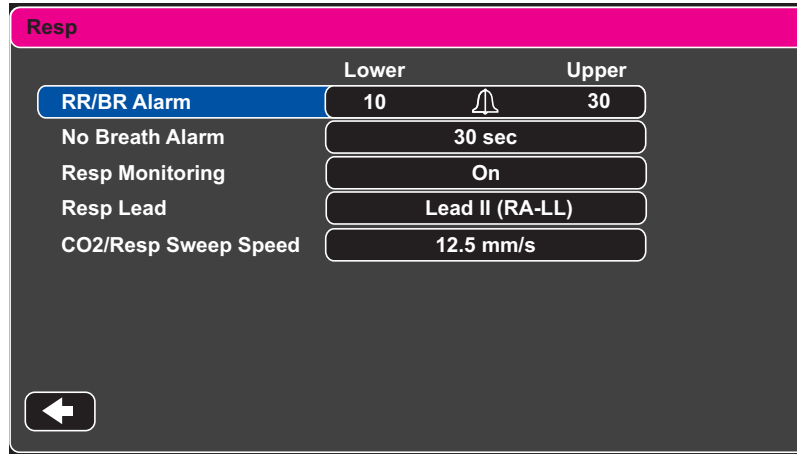 Resp
Lower Upper
RR/BR Alarm 10 30
No Breath Alarm 30 sec
Resp Monitoring On
Resp Lead Lead II (RA-LL)
CO2/Resp Sweep Speed 12.5 mm/s